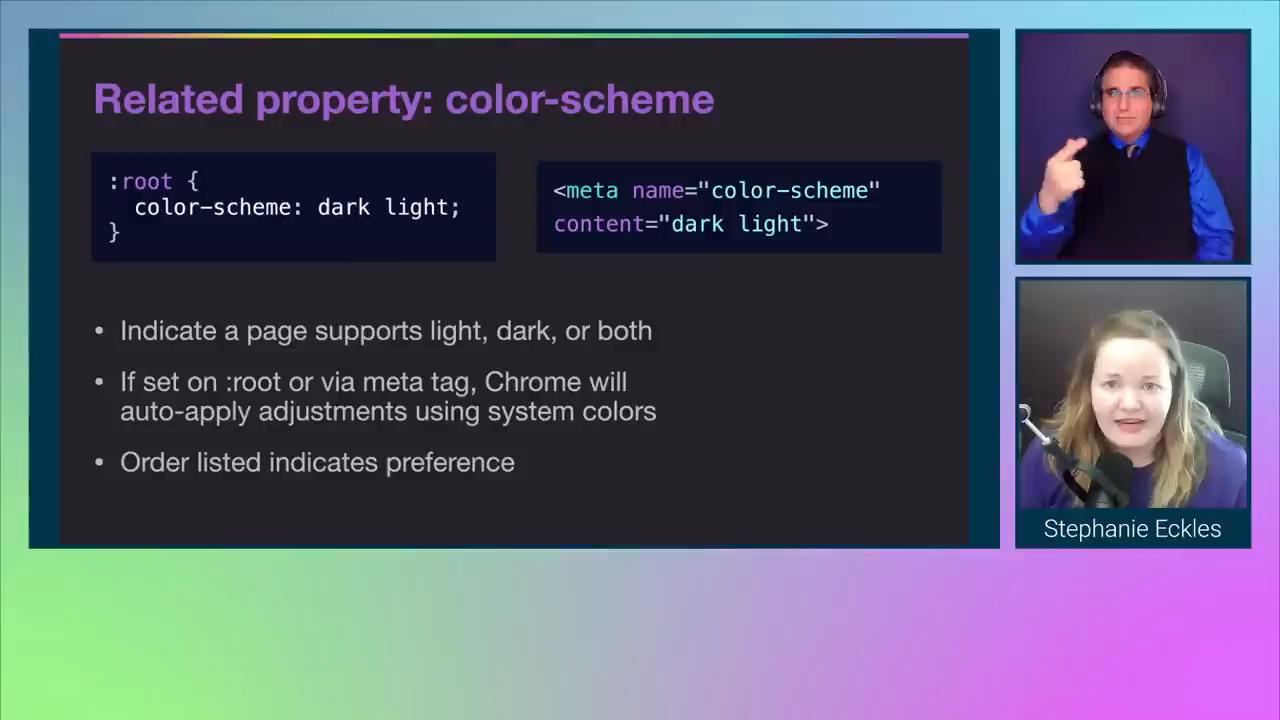 Related property: color-scheme
:root {
color-scheme: dark light;
}
<meta name="color-scheme"
content="dark light">
• Indicate a page supports light, dark, or both
• If set on :root or via meta tag, Chrome will
auto-apply adjustments using system colors
• Order listed indicates preference
Stephanie Eckles